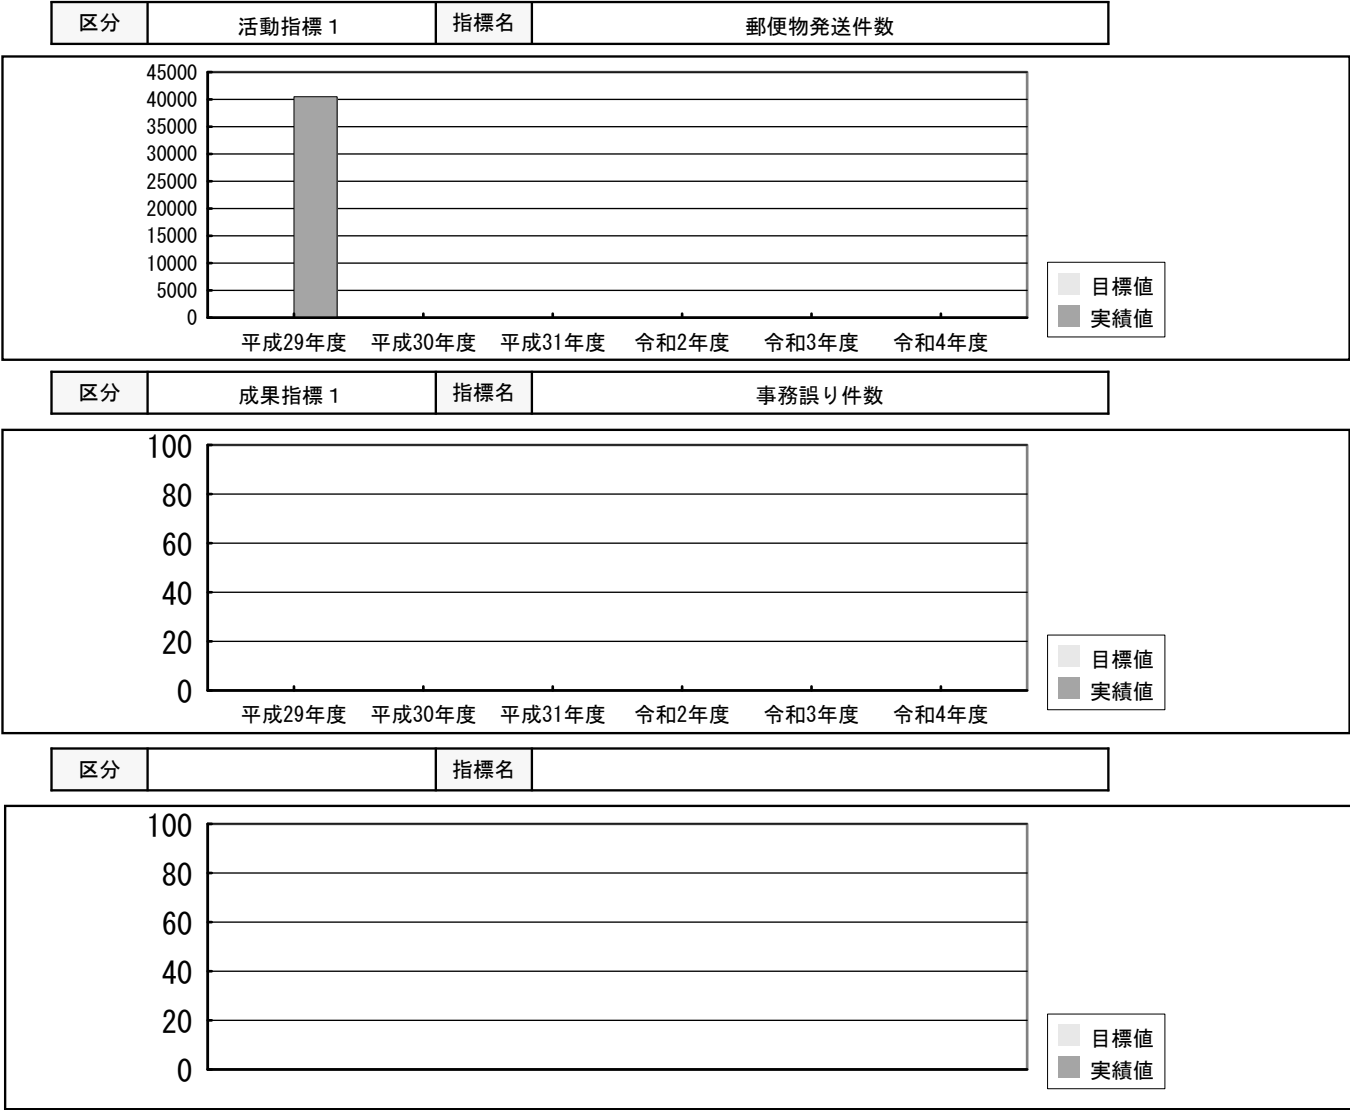 区分 活動指標１ 指標名 郵便物発送件数
45000
40000
35000
30000
25000
20000
15000
10000
5000
0
平成29年度 平成30年度 平成31年度 令和2年度 令和3年度 令和4年度
目標値
実績値
区分 成果指標１ 指標名 事務誤り件数
100
80
60
40
20
0
平成29年度 平成30年度 平成31年度 令和2年度 令和3年度 令和4年度
目標値
実績値
区分 指標名
100
80
60
40
20
0
目標値
実績値